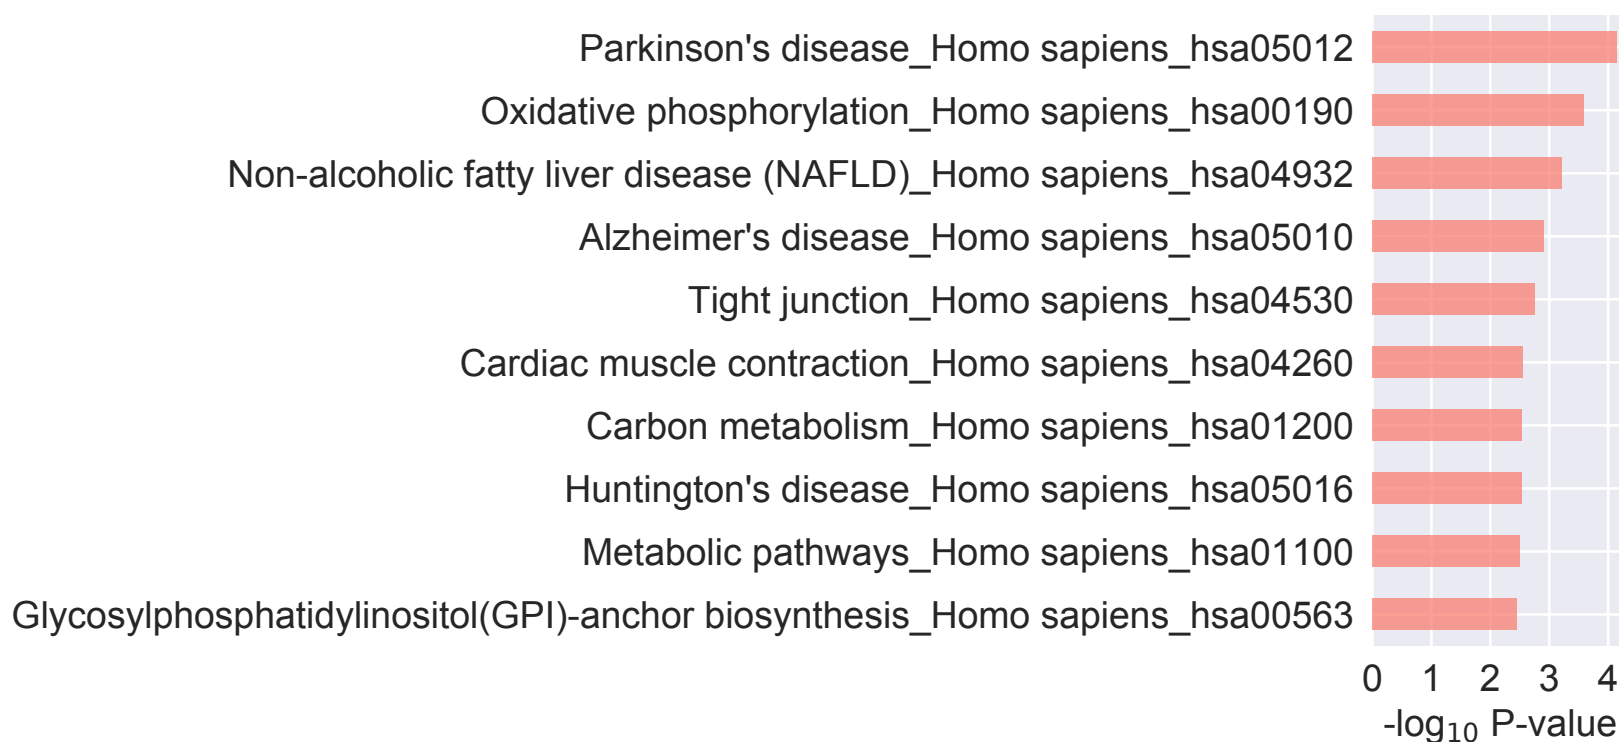 Parkinson's disease_Homo sapiens_hsa05012
Oxidative phosphorylation_Homo sapiens_hsa00190
Non-alcoholic fatty liver disease (NAFLD)_Homo sapiens_hsa04932
Alzheimer's disease_Homo sapiens_hsa05010
Tight junction_Homo sapiens_hsa04530
Cardiac muscle contraction_Homo sapiens_hsa04260
Carbon metabolism_Homo sapiens_hsa01200
Huntington's disease_Homo sapiens_hsa05016
Metabolic pathways_Homo sapiens_hsa01100
Glycosylphosphatidylinositol(GPI)-anchor biosynthesis_Homo sapiens_hsa00563
0 1 2 3 4
-log₁₀ P-value